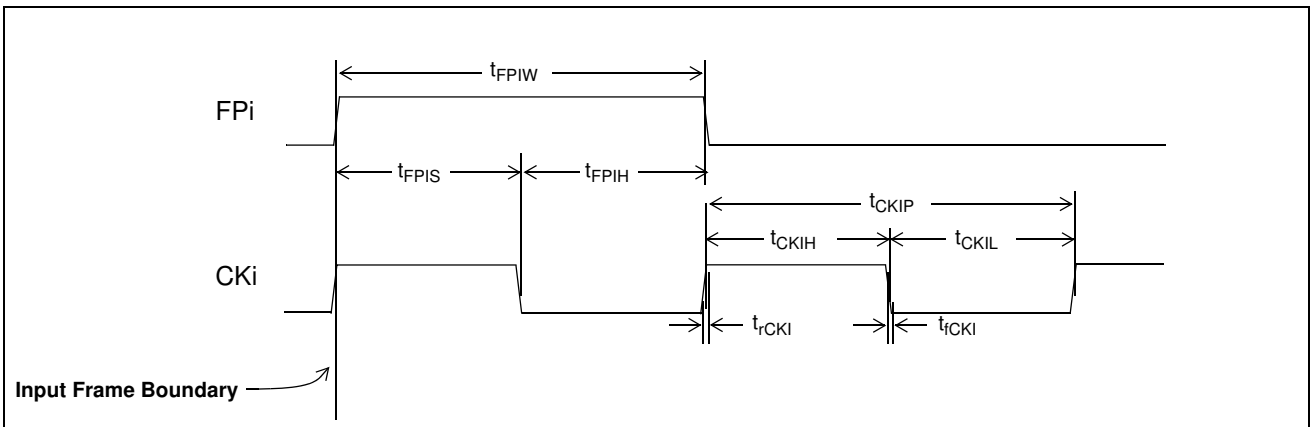 tFPIW
FPi
tFPIS
tFPIH
tCKIP
tCKIH
tCKIL
CKi
trCKI
tfCKI
Input Frame Boundary